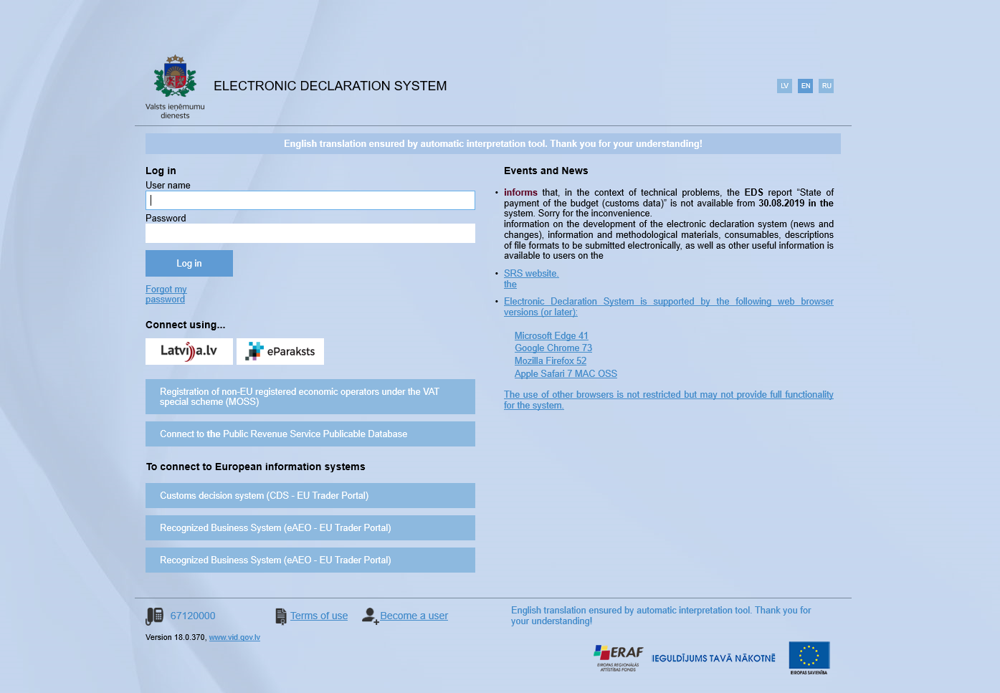 Valsts ieņēmumu
dienests
ELECTRONIC DECLARATION SYSTEM
LV EN RU
English translation ensured by automatic interpretation tool. Thank you for your understanding!
Log in
User name
Password
Log in
Forgot my
password
Connect using...
Latvija.lv eParaksts
Registration of non-EU registered economic operators under the VAT
special scheme (MOSS)
Connect to the Public Revenue Service Publicable Database
To connect to European information systems
Customs decision system (CDS - EU Trader Portal)
Recognized Business System (eAEO - EU Trader Portal)
Recognized Business System (eAEO - EU Trader Portal)
Events and News
• informs that, in the context of technical problems, the EDS report “State of
payment of the budget (customs data)” is not available from 30.08.2019 in the
system. Sorry for the inconvenience.
information on the development of the electronic declaration system (news and
changes), information and methodological materials, consumables, descriptions
of file formats to be submitted electronically, as well as other useful information is
available to users on the
• SRS website.
the
• Electronic Declaration System is supported by the following web browser
versions (or later):
Microsoft Edge 41
Google Chrome 73
Mozilla Firefox 52
Apple Safari 7 MAC OSS
The use of other browsers is not restricted but may not provide full functionality
for the system.
67120000
Terms of use
Become a user
Version 18.0.370, www.vid.gov.lv
English translation ensured by automatic interpretation tool. Thank you for
your understanding!
ERAF
EIROPAS REĢIONĀLĀS
ATTĪSTĪBAS FONDS
IEGULDĪJUMS TAVĀ NĀKOTNĒ
EIROPAS SAVIENĪBA